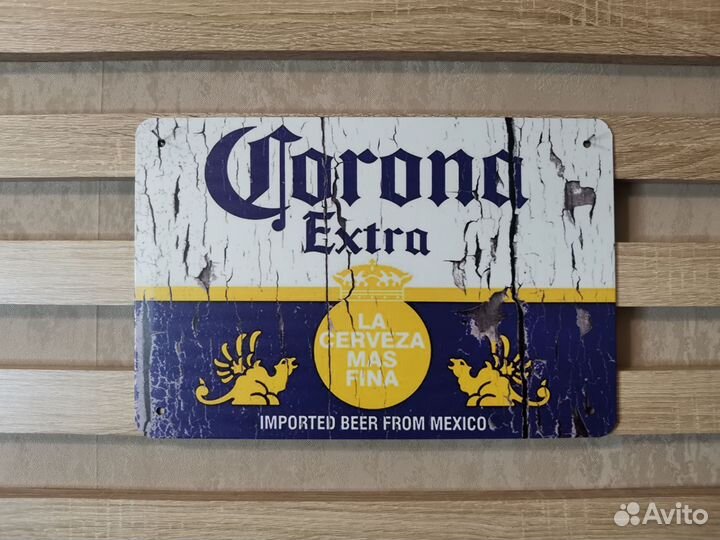 Corona
Extra
LA
CERVEZA
MAS
FINA
IMPORTED BEER FROM MEXICO
Avito